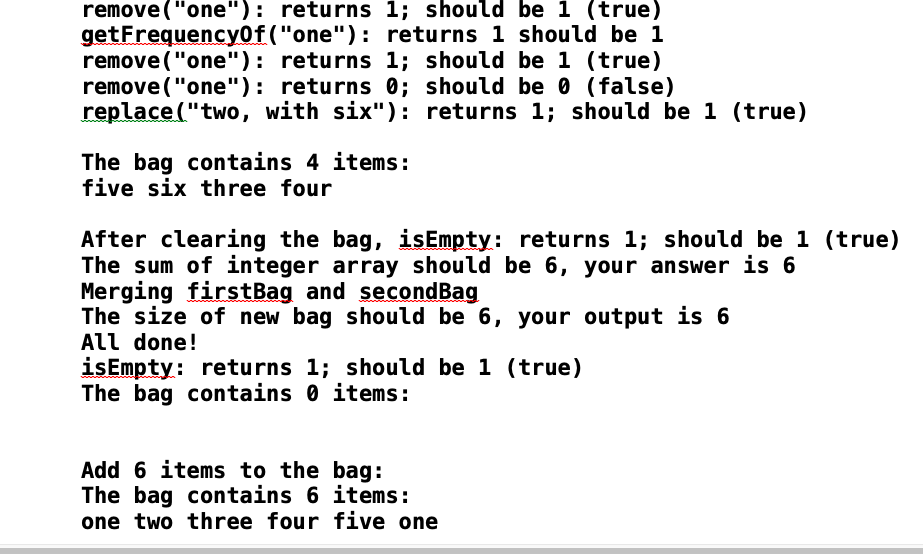 remove("one"): returns 1; should be 1 (true)
getFrequencyOf("one"): returns 1 should be 1
remove("one"): returns 1; should be 1 (true)
remove("one"): returns 0; should be 0 (false)
replace("two, with six"): returns 1; should be 1 (true)
The bag contains 4 items:
five six three four
After clearing the bag, isEmpty: returns 1; should be 1 (true)
The sum of integer array should be 6, your answer is 6
Merging firstBag and secondBag
The size of new bag should be 6, your output is 6
All done!
isEmpty: returns 1; should be 1 (true)
The bag contains 0 items:
Add 6 items to the bag:
The bag contains 6 items:
one two three four five one